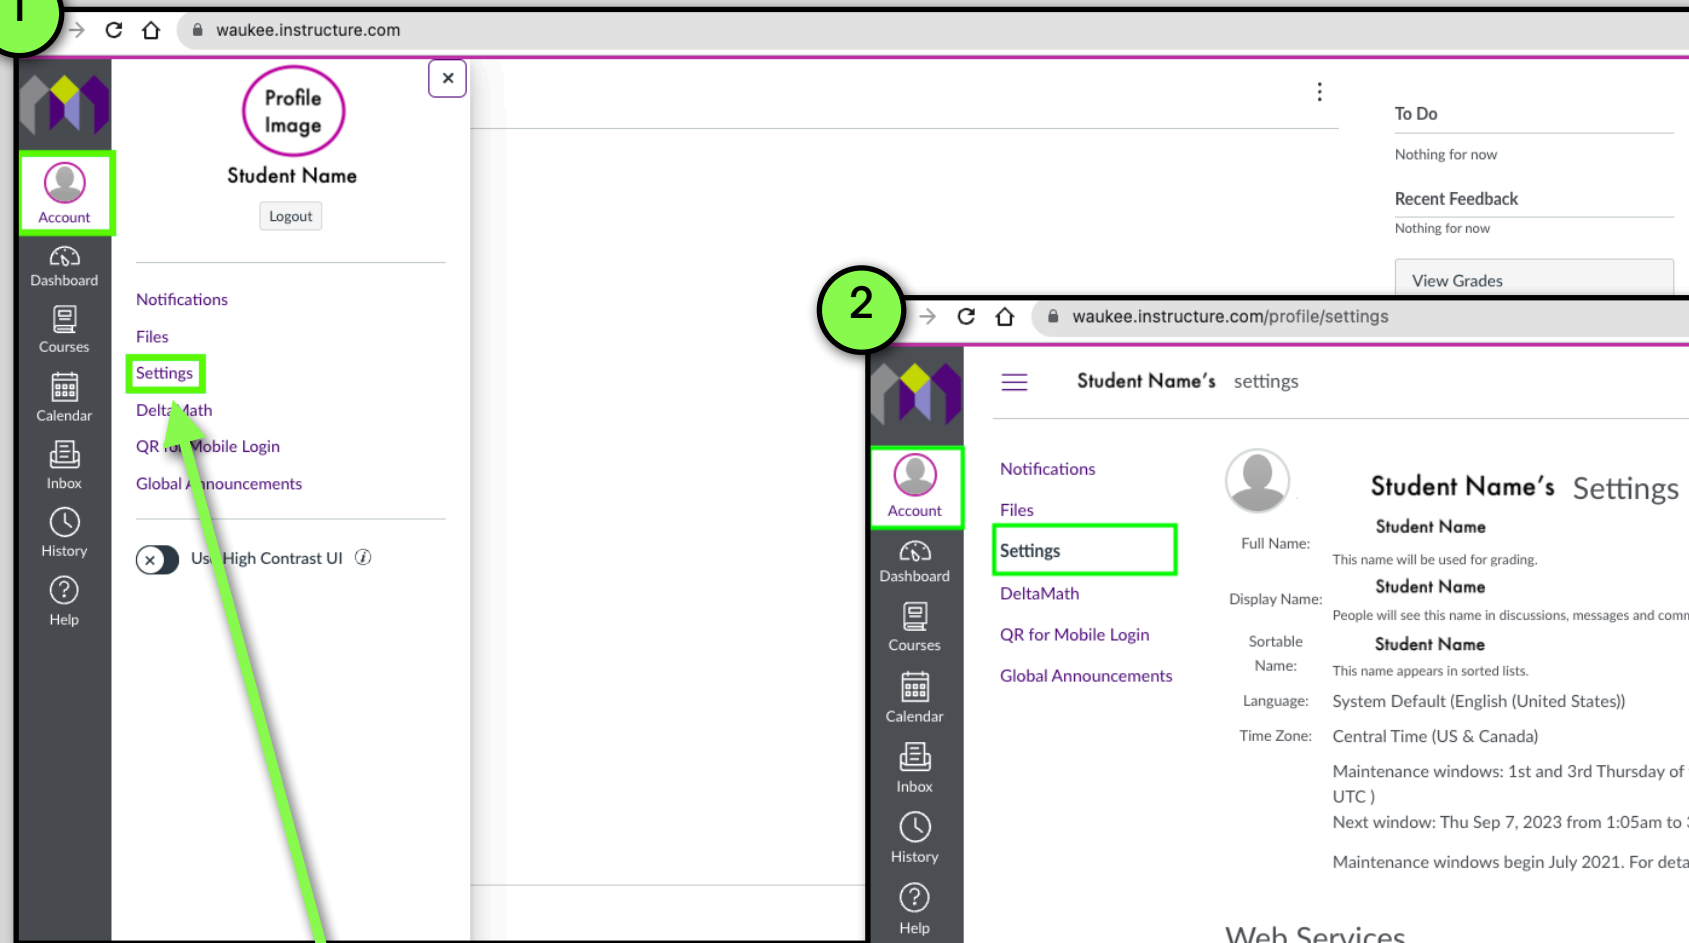 1
waukee.instructure.com
Profile
Image
Student Name
Logout
Account
Dashboard
Courses
Calendar
Inbox
History
Help
Notifications
Files
Settings
DeltaMath
QR for Mobile Login
Global Announcements
Use High Contrast UI
To Do
Nothing for now
Recent Feedback
Nothing for now
View Grades
2
waukee.instructure.com/profile/settings
Student Name's settings
Account
Dashboard
Courses
Calendar
Inbox
History
Help
Notifications
Files
Settings
DeltaMath
QR for Mobile Login
Global Announcements
Student Name's Settings
Full Name: Student Name
This name will be used for grading.
Display Name: Student Name
People will see this name in discussions, messages and comm
Sortable Name: Student Name
This name appears in sorted lists.
Language: System Default (English (United States))
Time Zone: Central Time (US & Canada)
Maintenance windows: 1st and 3rd Thursday of
UTC )
Next window: Thu Sep 7, 2023 from 1:05am to
Maintenance windows begin July 2021. For deta
Web Services